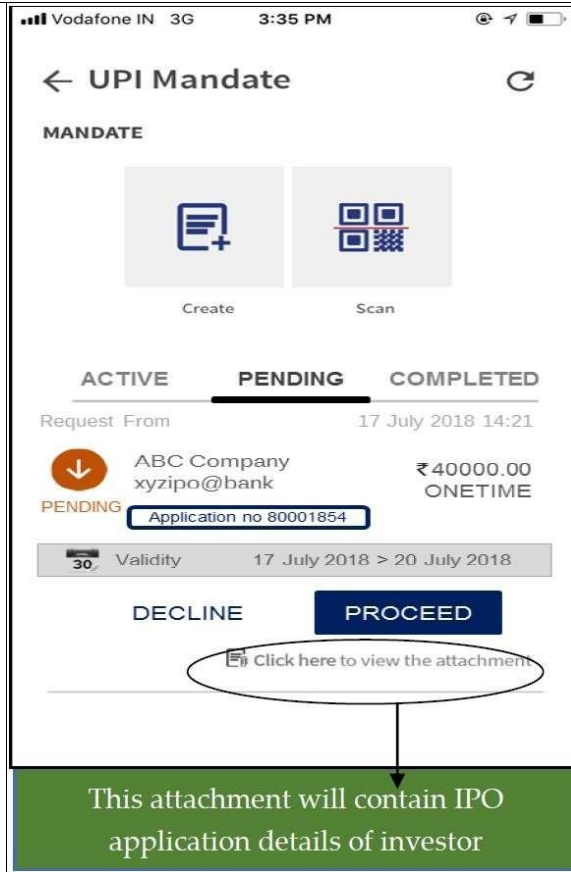 Vodafone IN 3G 3:35 PM
← UPI Mandate
MANDATE
Create Scan
ACTIVE PENDING COMPLETED
Request From 17 July 2018 14:21
ABC Company ₹40000.00
xyzipo@bank ONETIME
PENDING
Application no 80001854
30 Validity 17 July 2018 > 20 July 2018
DECLINE PROCEED
Click here to view the attachment
This attachment will contain IPO
application details of investor